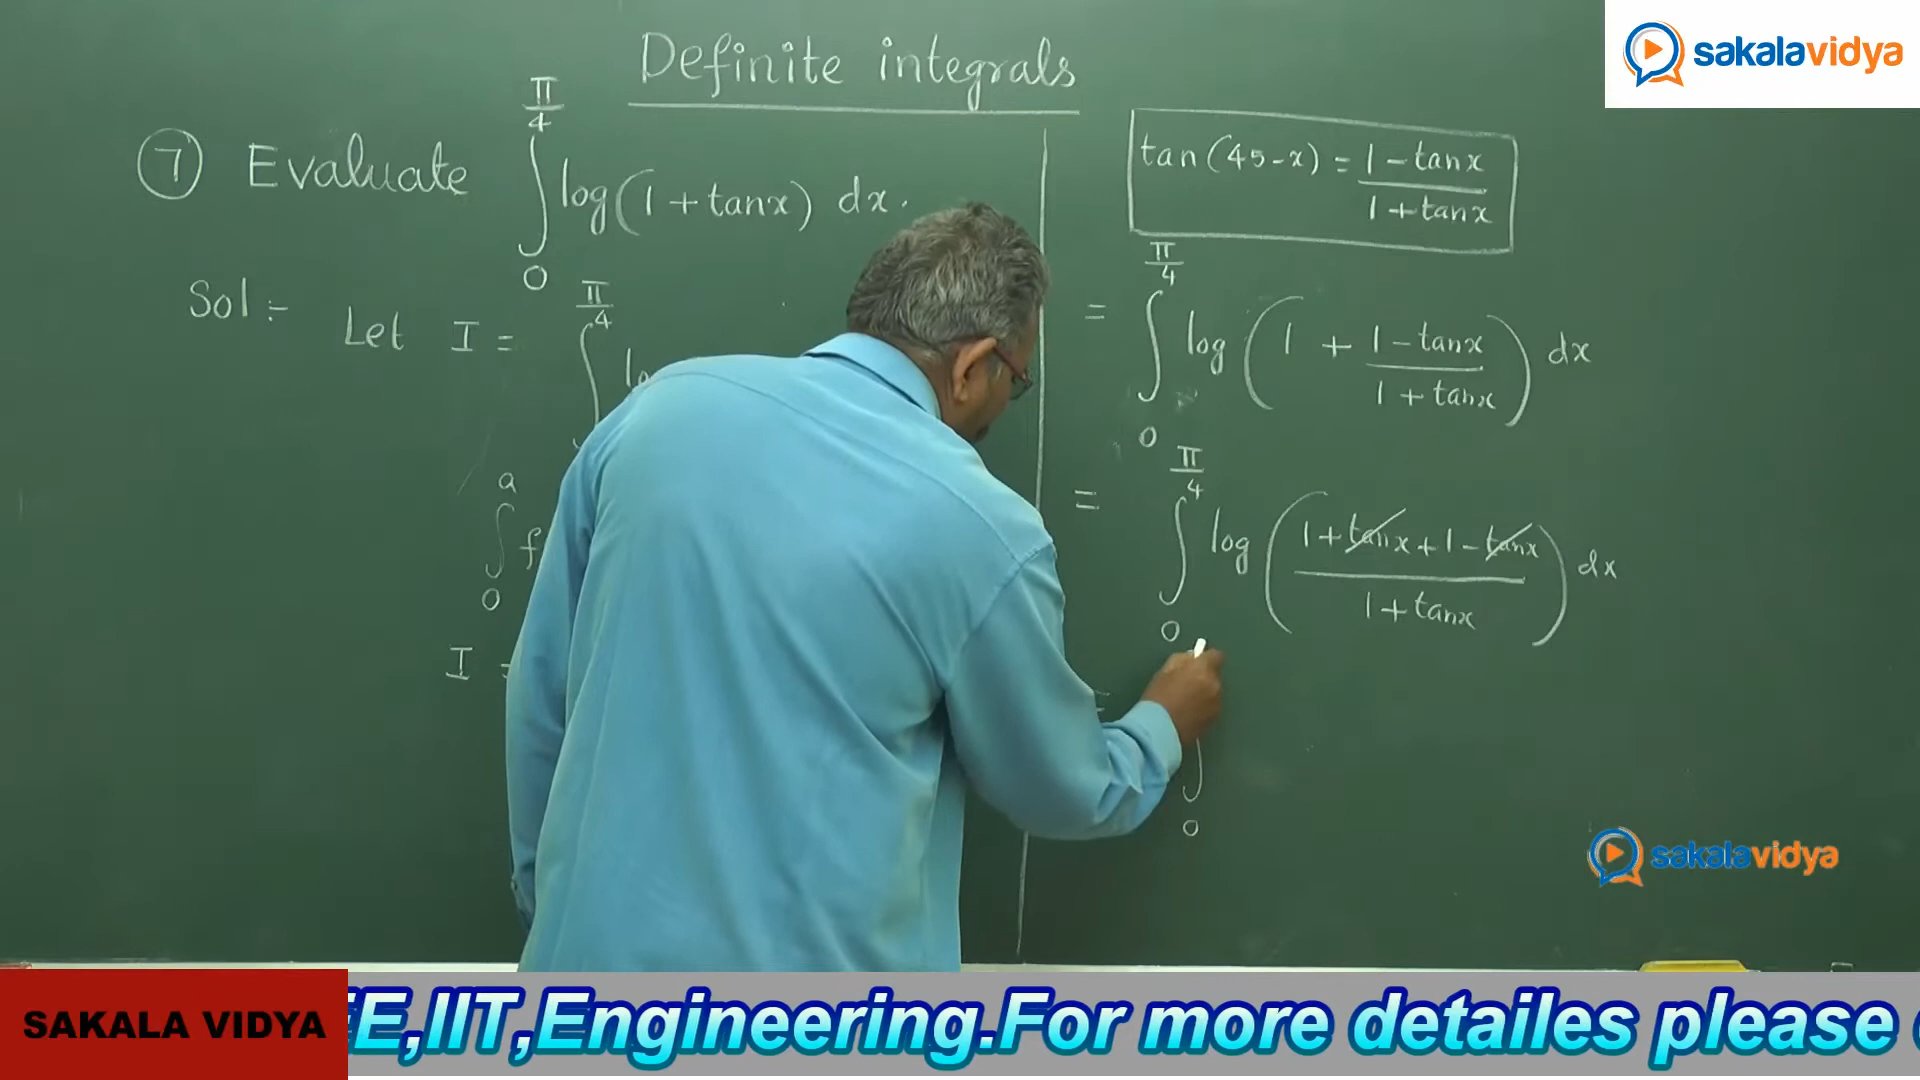 Definite integrals
⑦ Evaluate ∫₀^(π/4) log(1+tanx) dx.
Sol:- Let I = ∫^(π/4) lo
∫₀^a f
I =
tan(45-x) = (1-tanx)/(1+tanx)
= ∫₀^(π/4) log(1 + (1-tanx)/(1+tanx)) dx
= ∫₀^(π/4) log((1+tanx+1-tanx)/(1+tanx)) dx
= ∫₀
sakalavidya
sakalavidya
SAKALA VIDYA
EE,IIT,Engineering.For more detailes please